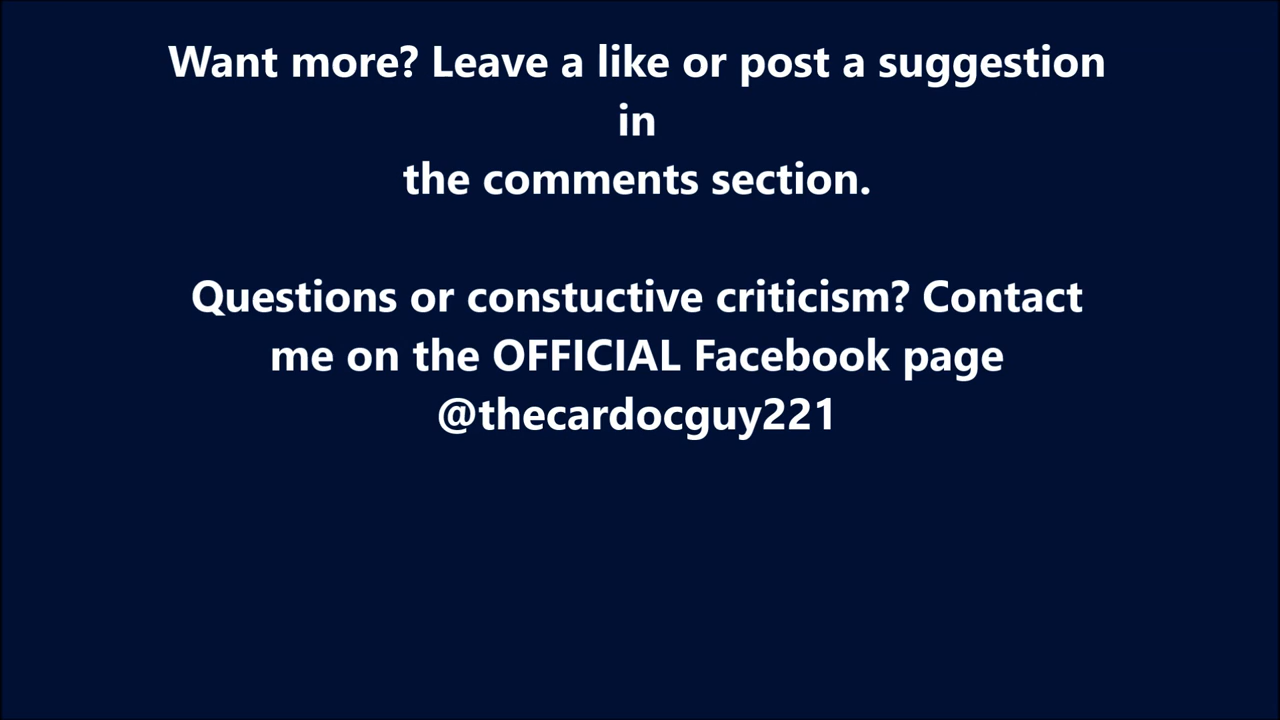 Want more? Leave a like or post a suggestion
in
the comments section.
Questions or constuctive criticism? Contact
me on the OFFICIAL Facebook page
@thecardocguy221